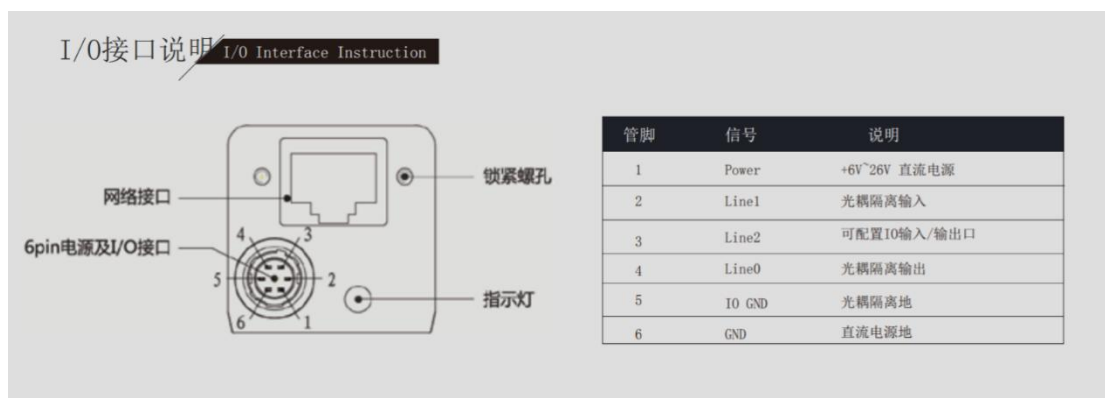 I/O接口说明
I/O Interface Instruction
网络接口
6pin电源及I/O接口
锁紧螺孔
指示灯
4 3
5 2
6 1
管脚 信号 说明
1 Power +6V~26V 直流电源
2 Line1 光耦隔离输入
3 Line2 可配置IO输入/输出口
4 Line0 光耦隔离输出
5 IO GND 光耦隔离地
6 GND 直流电源地